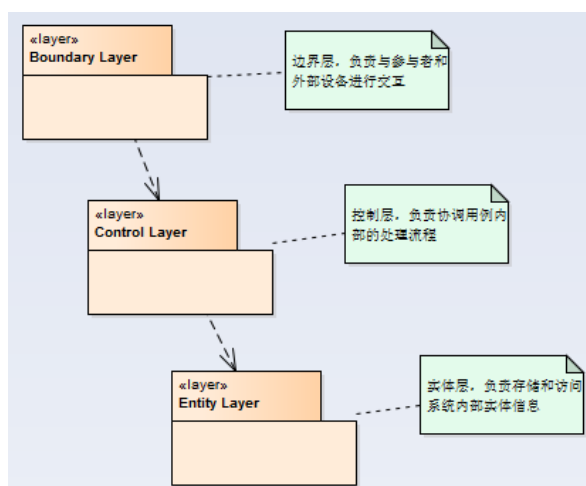 «layer»
Boundary Layer
边界层，负责与参与者和
外部设备进行交互
«layer»
Control Layer
控制层，负责协调用例内
部的处理流程
«layer»
Entity Layer
实体层，负责存储和访问
系统内部实体信息